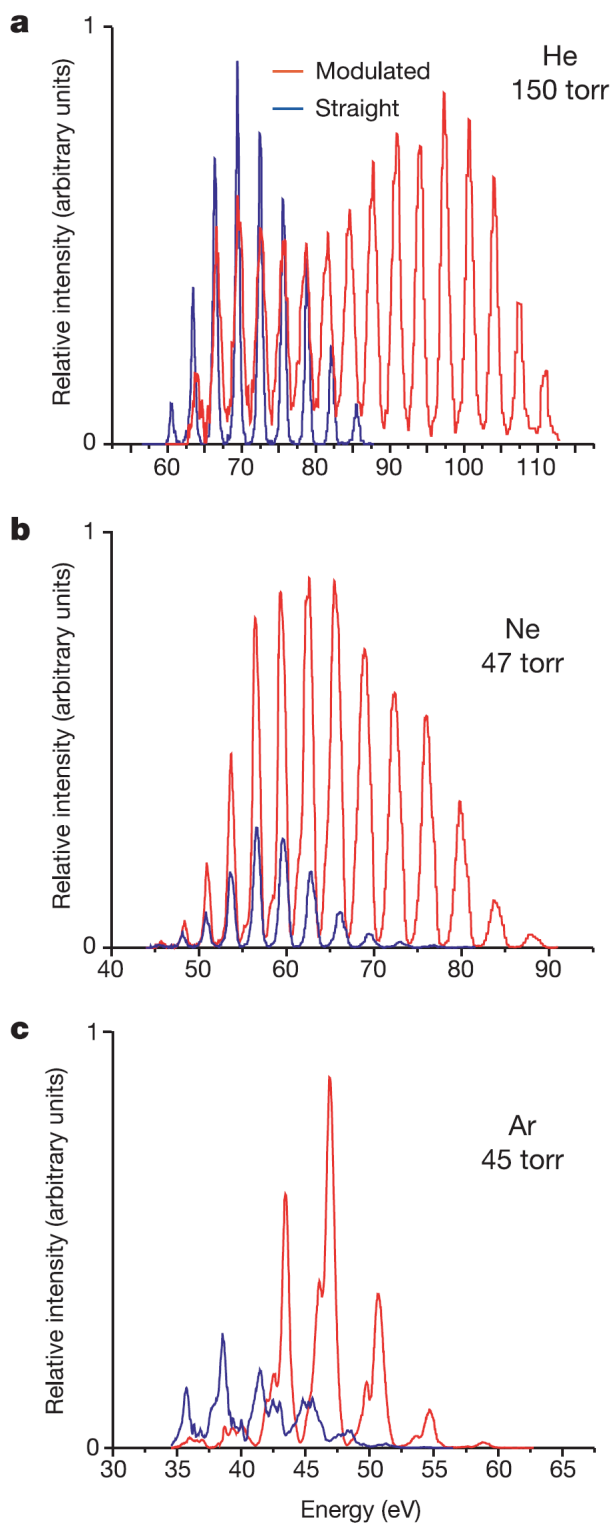 a
1
Relative intensity (arbitrary units)
0
Modulated
Straight
He
150 torr
60 70 80 90 100 110
b
1
Relative intensity (arbitrary units)
0
Ne
47 torr
40 50 60 70 80 90
c
1
Relative intensity (arbitrary units)
0
Ar
45 torr
30 35 40 45 50 55 60 65
Energy (eV)